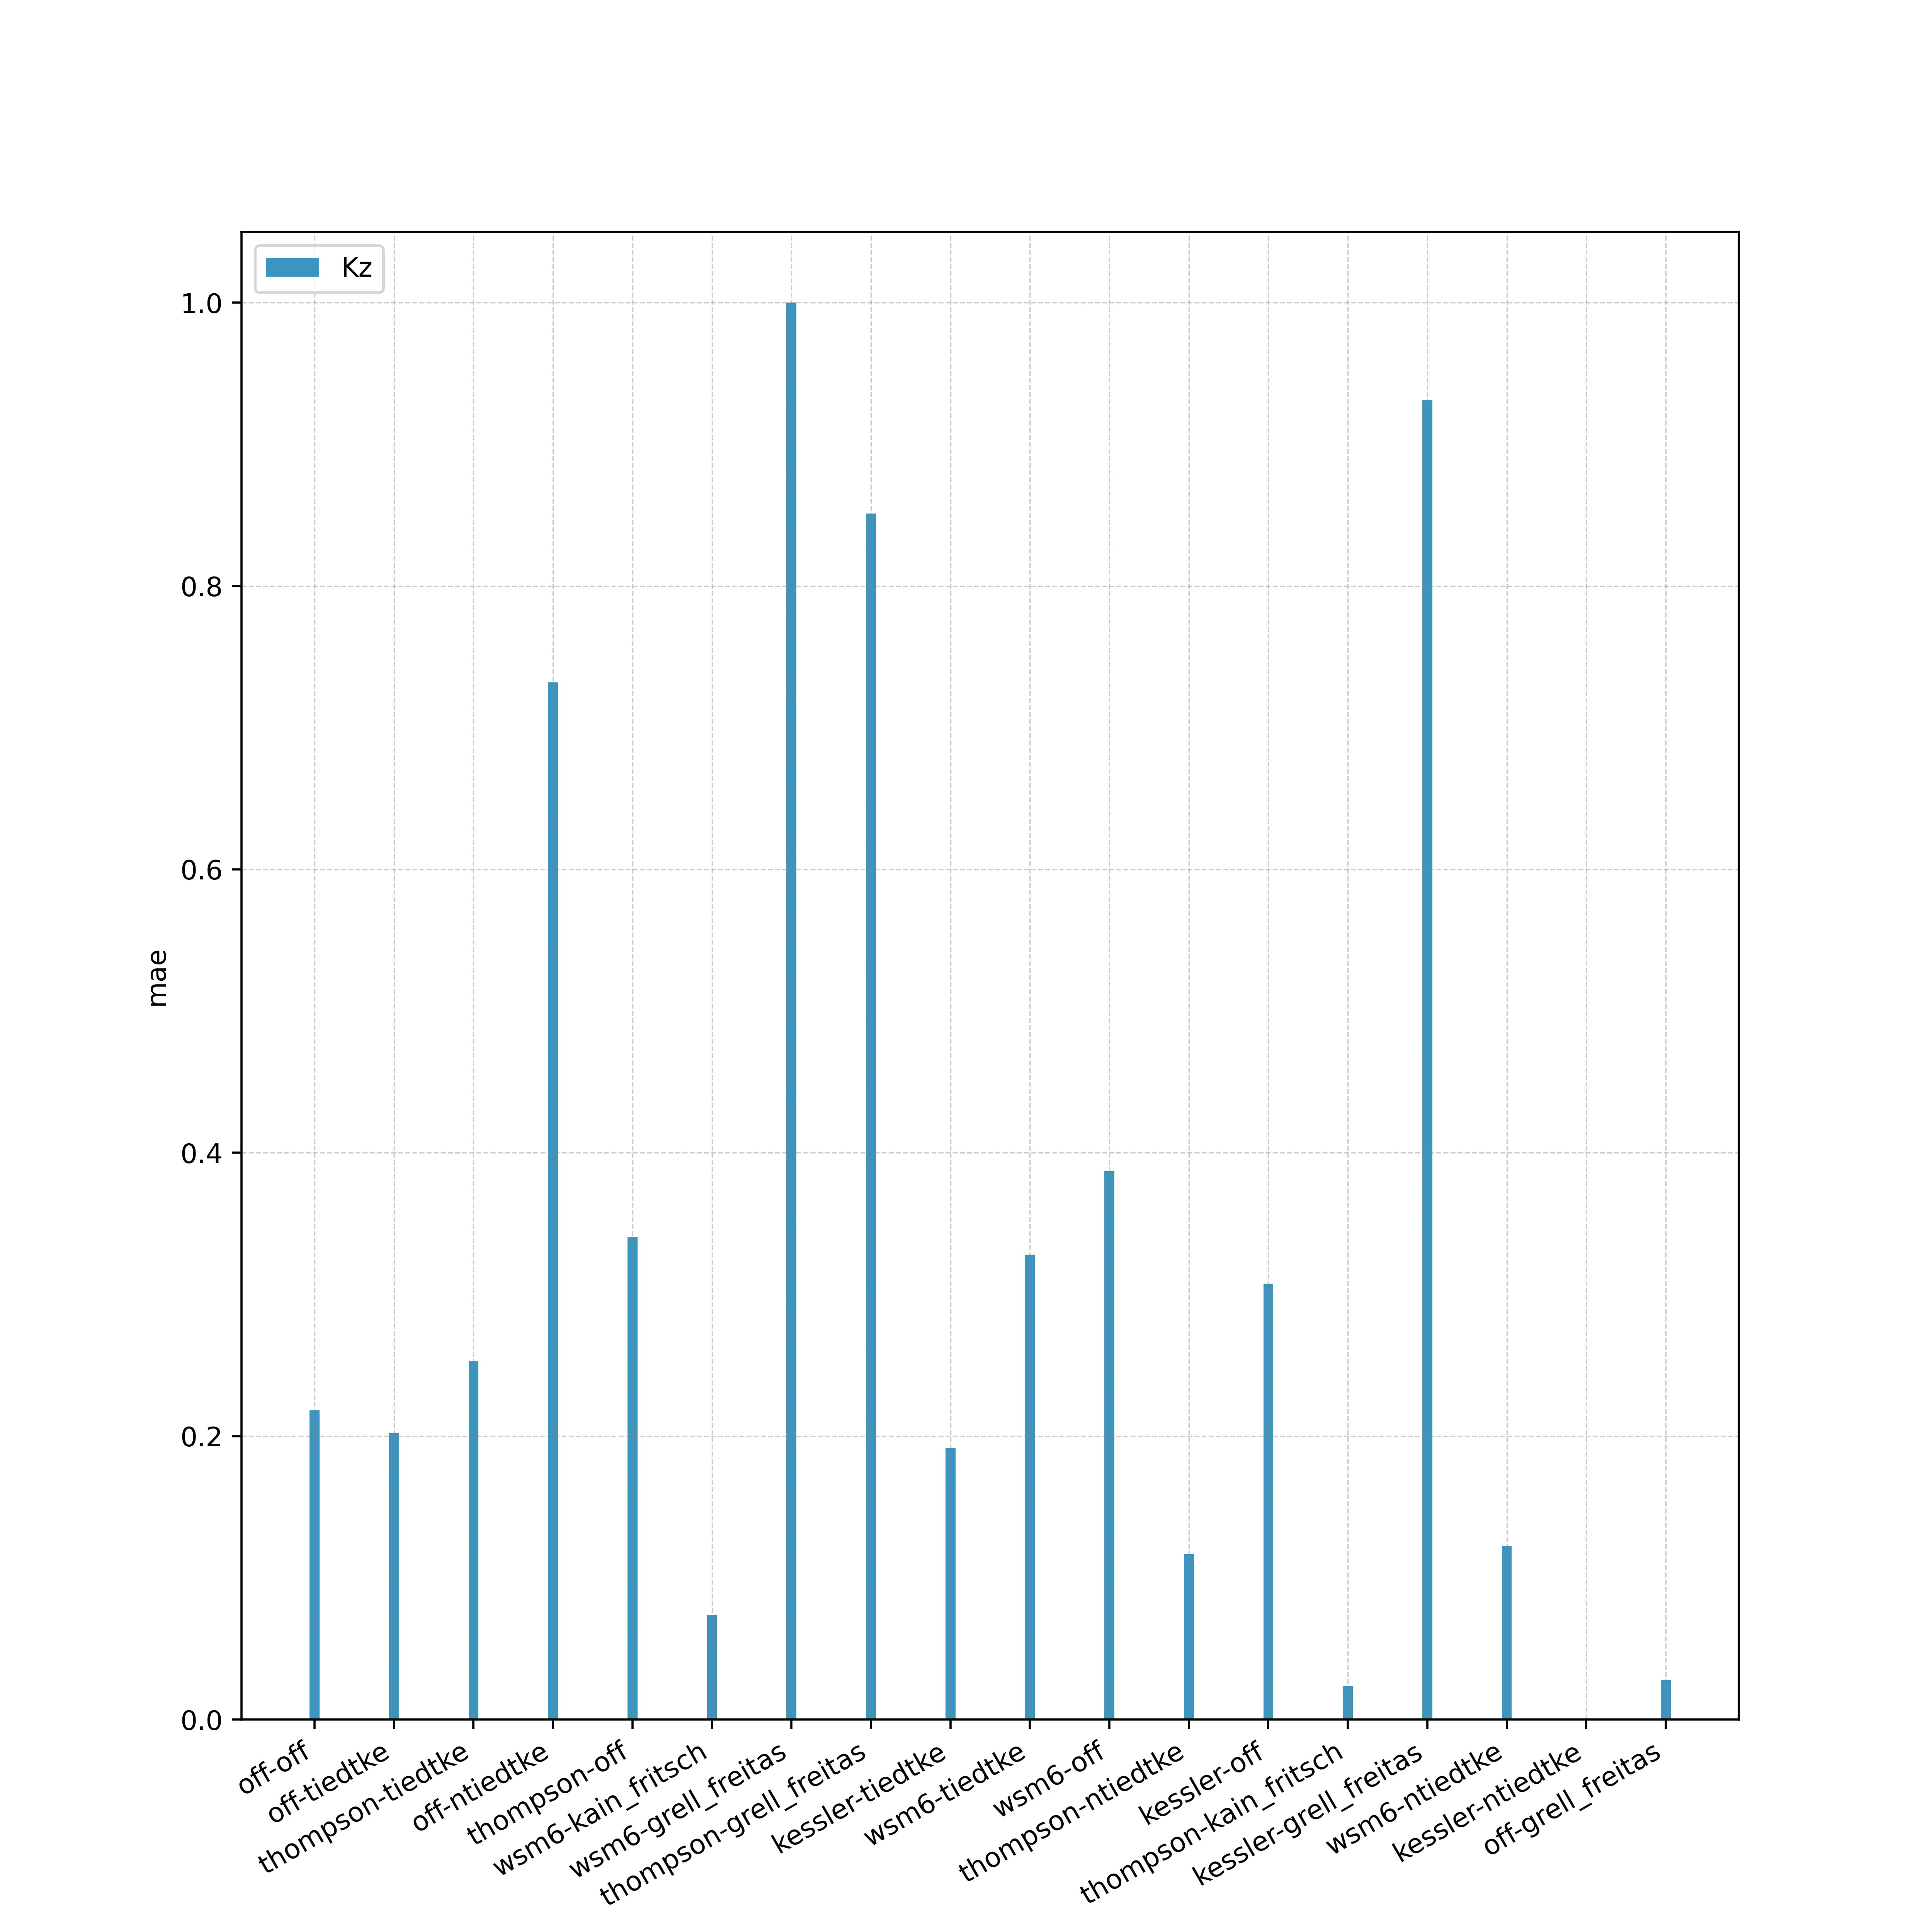 Kz
1.0
0.8
0.6
0.4
0.2
0.0
mae
off-off
off-tiedtke
thompson-tiedtke
off-ntiedtke
thompson-off
wsm6-kain_fritsch
wsm6-grell_freitas
thompson-grell_freitas
kessler-tiedtke
wsm6-tiedtke
wsm6-off
thompson-ntiedtke
kessler-off
thompson-kain_fritsch
kessler-grell_freitas
wsm6-ntiedtke
kessler-ntiedtke
off-grell_freitas